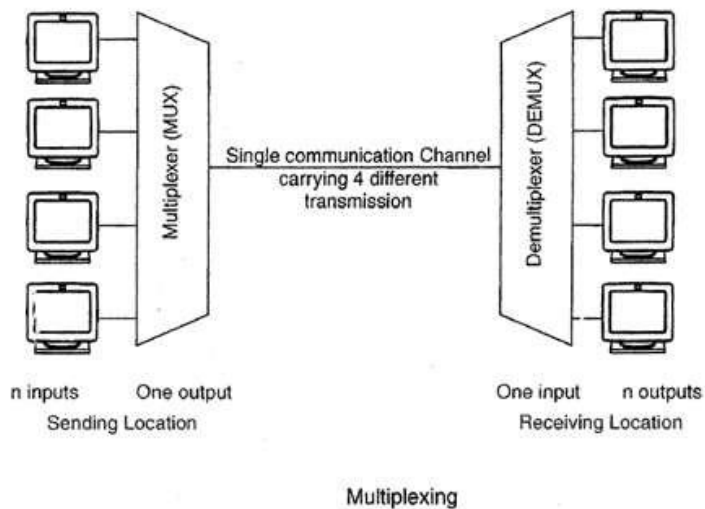 Multiplexer (MUX)
Single communication Channel
carrying 4 different
transmission
Demultiplexer (DEMUX)
n inputs
One output
One input
n outputs
Sending Location
Receiving Location
Multiplexing